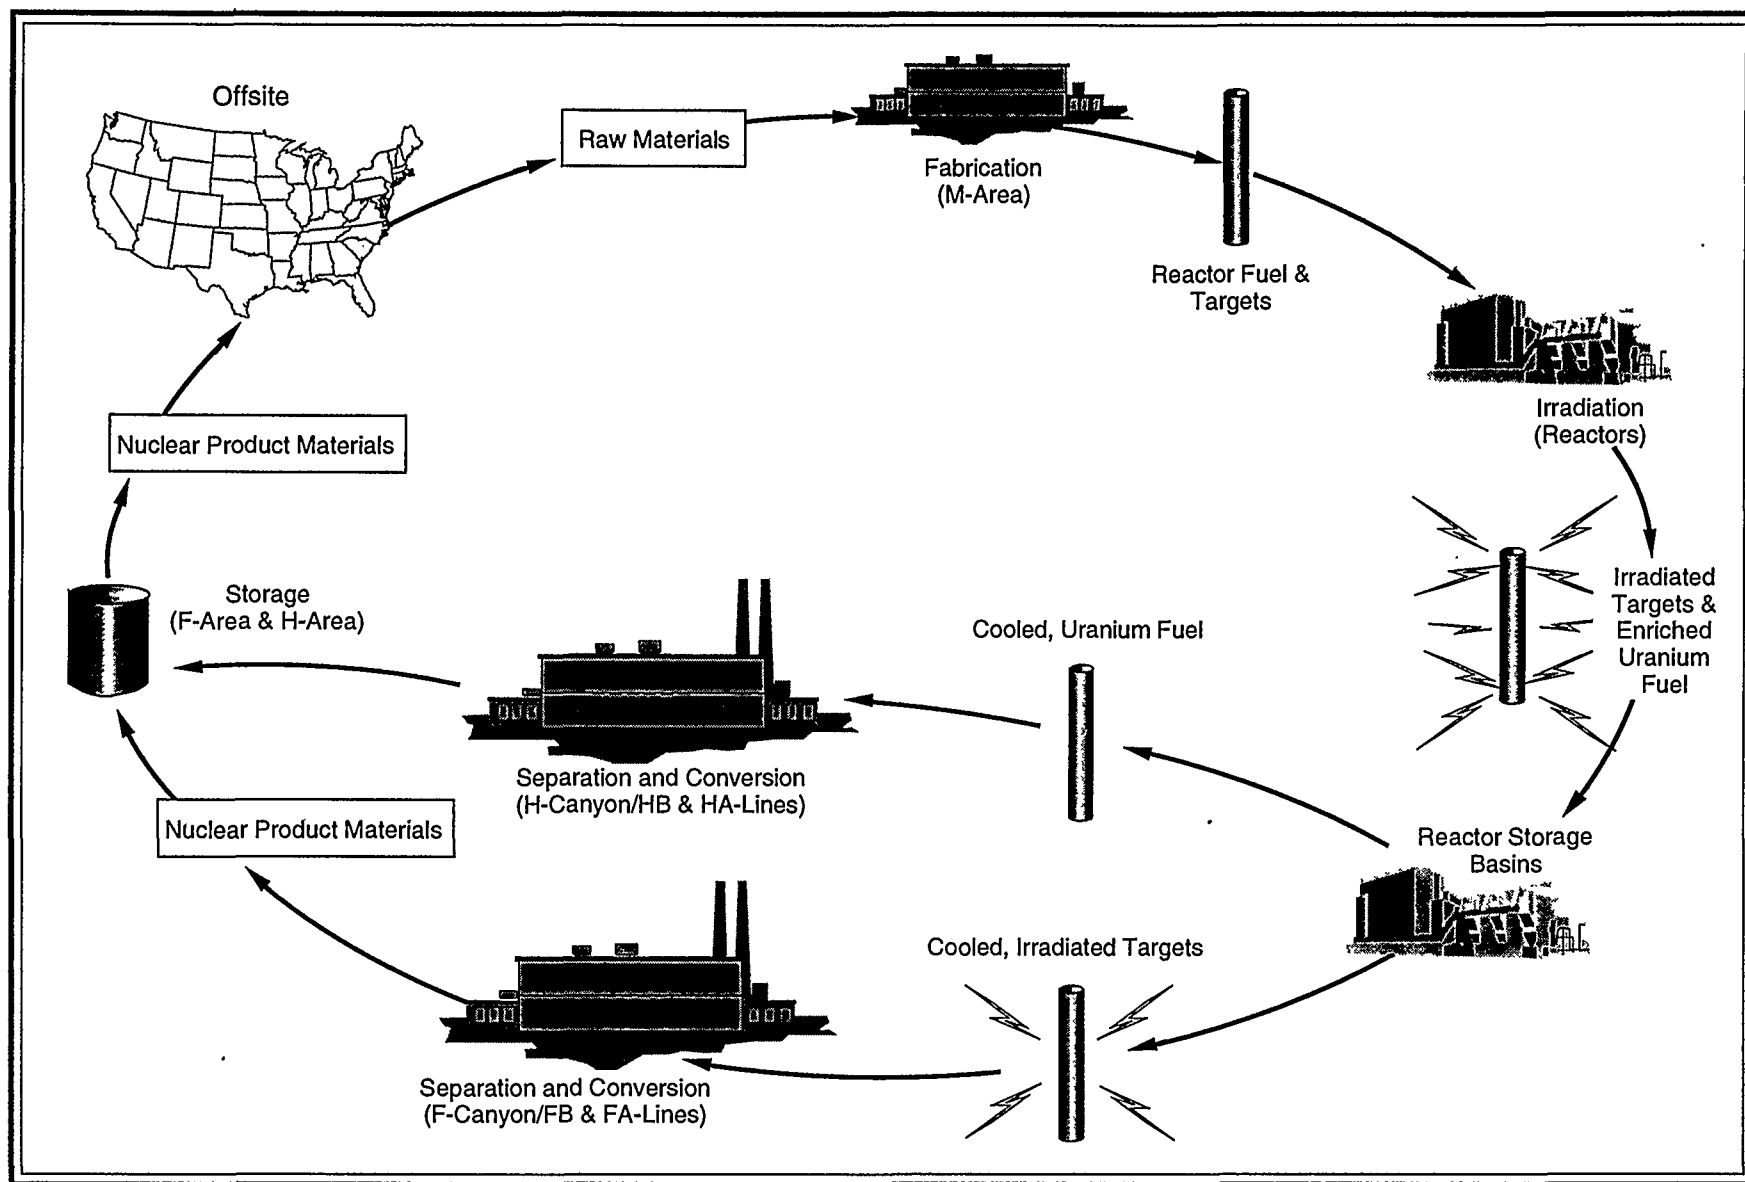 Offsite
Raw Materials
Fabrication
(M-Area)
Reactor Fuel &
Targets
Irradiation
(Reactors)
Nuclear Product Materials
Irradiated
Targets &
Enriched
Uranium
Fuel
Storage
(F-Area & H-Area)
Cooled, Uranium Fuel
Separation and Conversion
(H-Canyon/HB & HA-Lines)
Nuclear Product Materials
Reactor Storage
Basins
Cooled, Irradiated Targets
Separation and Conversion
(F-Canyon/FB & FA-Lines)